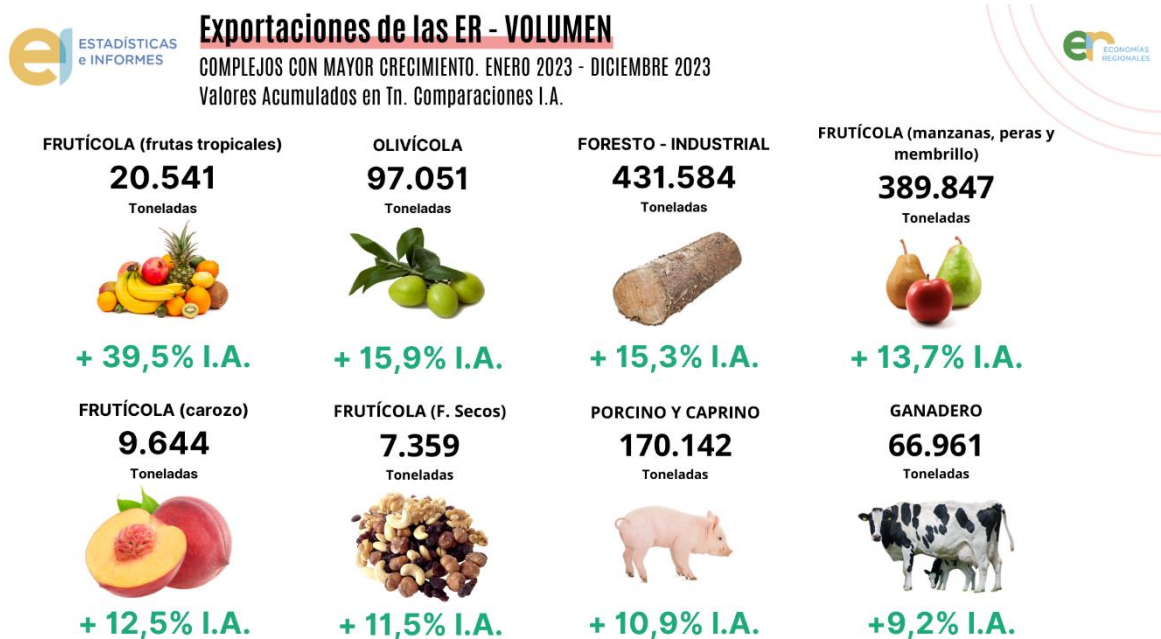 ESTADÍSTICAS
e INFORMES
Exportaciones de las ER - VOLUMEN
COMPLEJOS CON MAYOR CRECIMIENTO. ENERO 2023 - DICIEMBRE 2023
Valores Acumulados en Tn. Comparaciones I.A.
er ECONOMÍAS
REGIONALES
FRUTÍCOLA (frutas tropicales)
20.541
Toneladas
+ 39,5% I.A.
OLIVÍCOLA
97.051
Toneladas
+ 15,9% I.A.
FORESTO - INDUSTRIAL
431.584
Toneladas
+ 15,3% I.A.
FRUTÍCOLA (manzanas, peras y
membrillo)
389.847
Toneladas
+ 13,7% I.A.
FRUTÍCOLA (carozo)
9.644
Toneladas
+ 12,5% I.A.
FRUTÍCOLA (F. Secos)
7.359
Toneladas
+ 11,5% I.A.
PORCINO Y CAPRINO
170.142
Toneladas
+ 10,9% I.A.
GANADERO
66.961
Toneladas
+9,2% I.A.